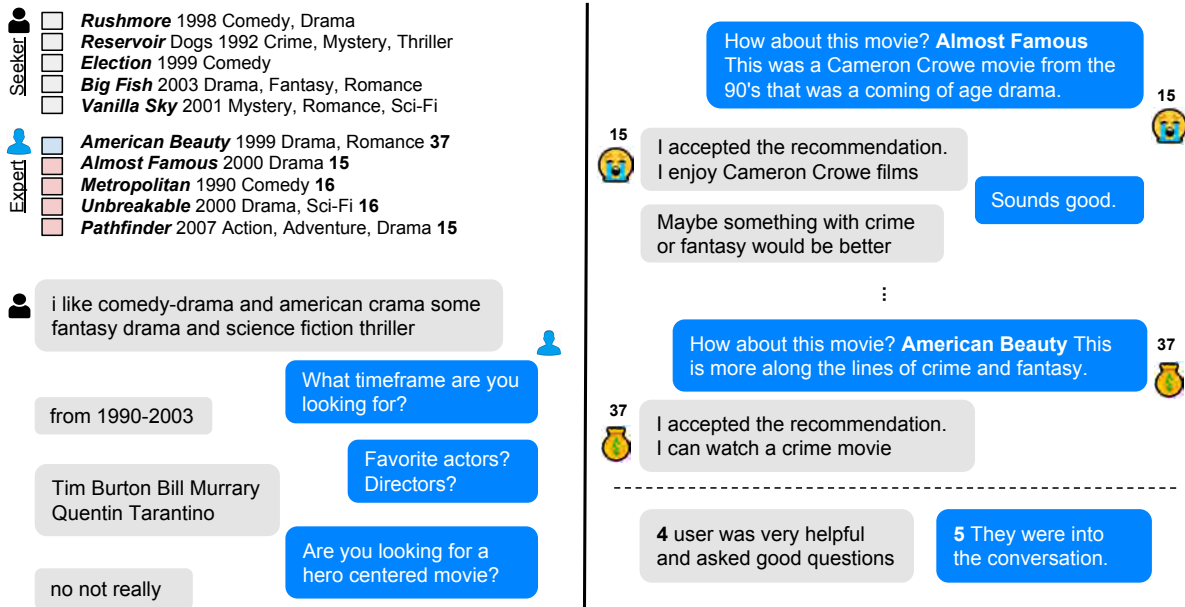 Seeker
Rushmore 1998 Comedy, Drama
Reservoir Dogs 1992 Crime, Mystery, Thriller
Election 1999 Comedy
Big Fish 2003 Drama, Fantasy, Romance
Vanilla Sky 2001 Mystery, Romance, Sci-Fi
Expert
American Beauty 1999 Drama, Romance 37
Almost Famous 2000 Drama 15
Metropolitan 1990 Comedy 16
Unbreakable 2000 Drama, Sci-Fi 16
Pathfinder 2007 Action, Adventure, Drama 15
i like comedy-drama and american crama some
fantasy drama and science fiction thriller
What timeframe are you
looking for?
from 1990-2003
Favorite actors?
Directors?
Tim Burton Bill Murrary
Quentin Tarantino
Are you looking for a
hero centered movie?
no not really
How about this movie? Almost Famous
This was a Cameron Crowe movie from the
90's that was a coming of age drama.
15
15
I accepted the recommendation.
I enjoy Cameron Crowe films
Sounds good.
Maybe something with crime
or fantasy would be better
...
How about this movie? American Beauty This
is more along the lines of crime and fantasy.
37
37
I accepted the recommendation.
I can watch a crime movie
4 user was very helpful
and asked good questions
5 They were into
the conversation.